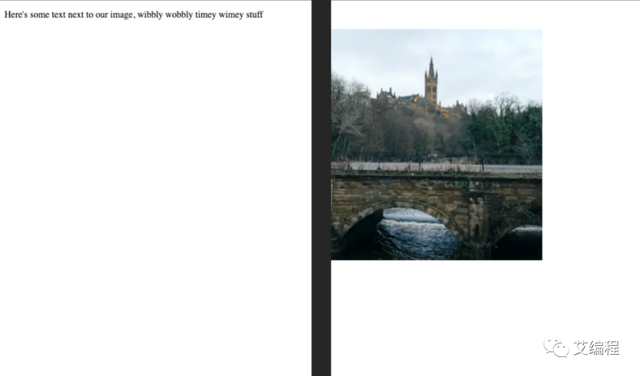 Here's some text next to our image, wibbly wobbly timey wimey stuff
艾编程